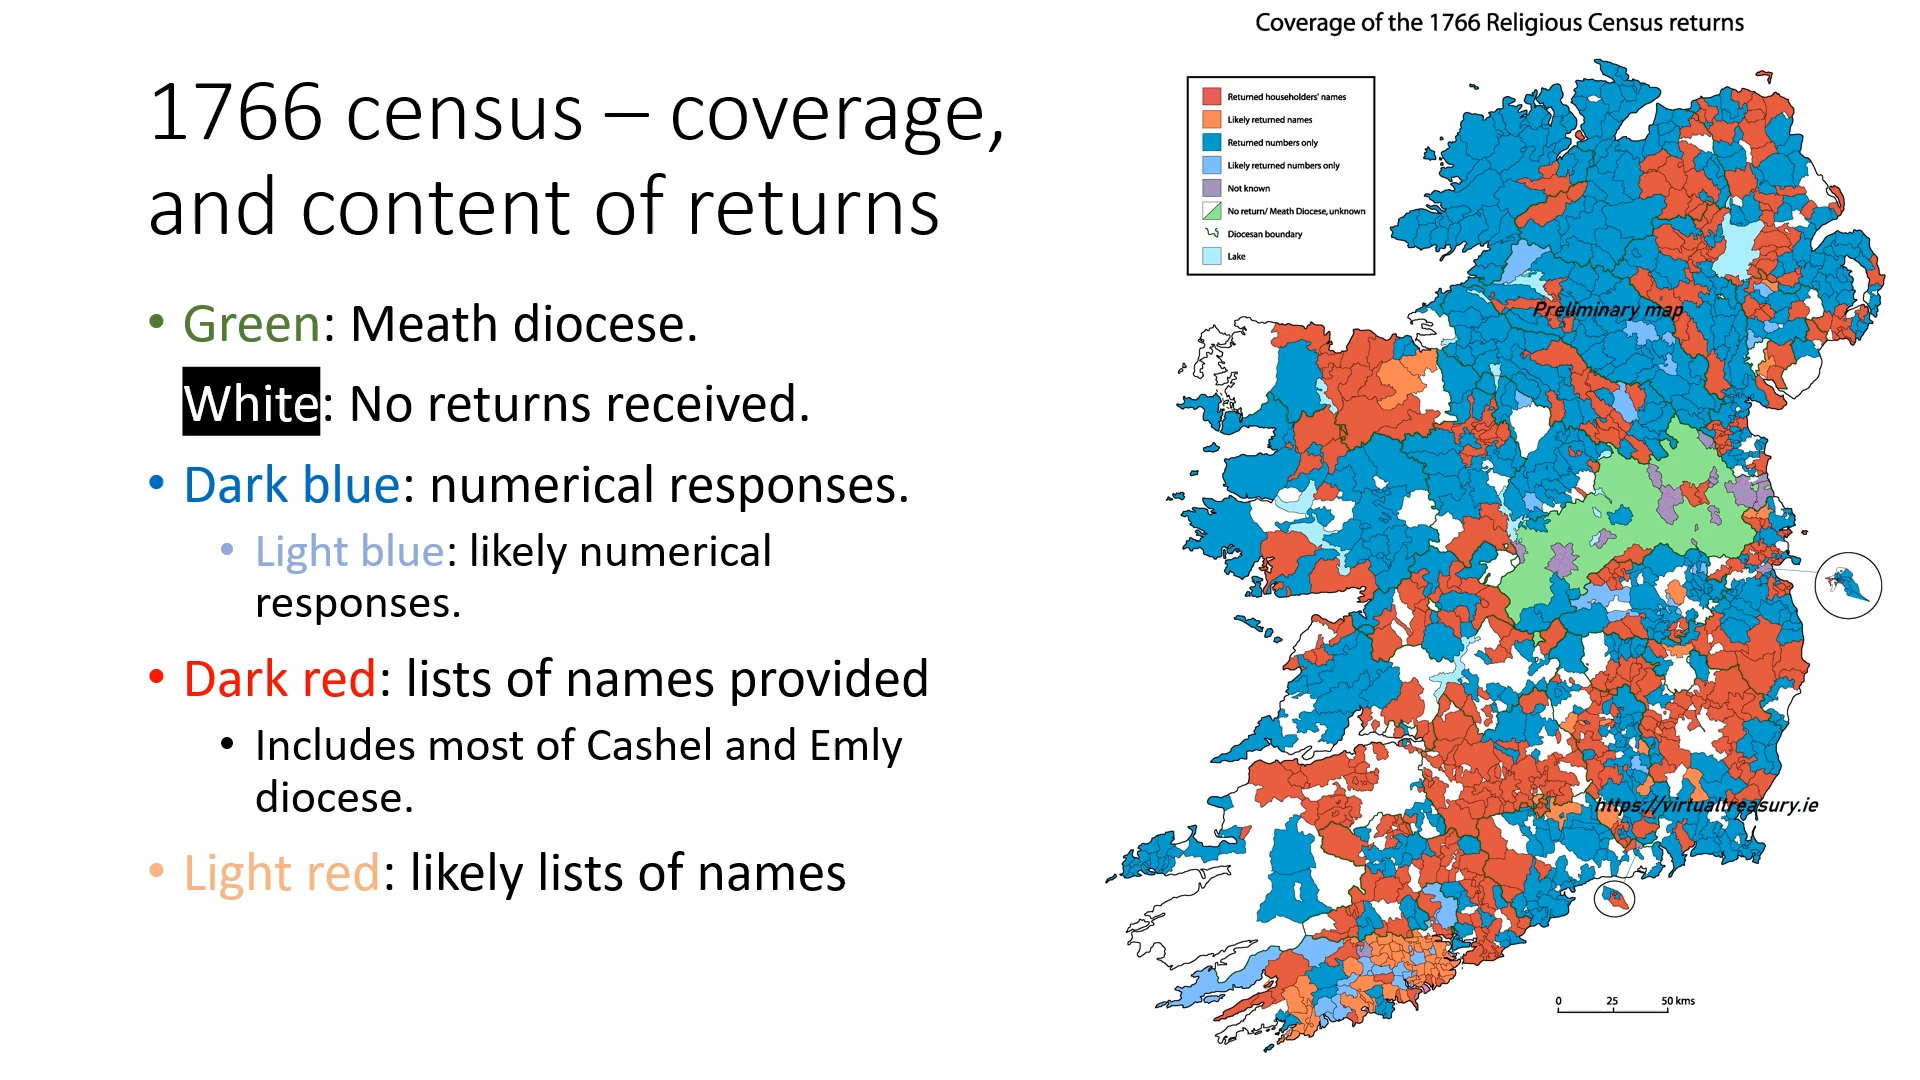 Coverage of the 1766 Religious Census returns
1766 census – coverage,
and content of returns
• Green: Meath diocese.
White: No returns received.
• Dark blue: numerical responses.
• Light blue: likely numerical
responses.
• Dark red: lists of names provided
• Includes most of Cashel and Emly
diocese.
• Light red: likely lists of names
Returned householders' names
Likely returned names
Returned numbers only
Likely returned numbers only
Not known
No return/ Meath Diocese, unknown
Diocesan boundary
Lake
Preliminary map
https://virtualtreasury.ie
0 25 50 kms